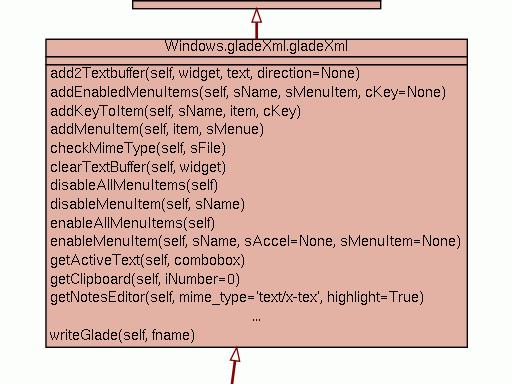 Windows.gladeXml.gladeXml
add2Textbuffer(self, widget, text, direction=None)
addEnabledMenuItems(self, sName, sMenuItem, cKey=None)
addKeyToItem(self, sName, item, cKey)
addMenuItem(self, item, sMenue)
checkMimeType(self, sFile)
clearTextBuffer(self, widget)
disableAllMenuItems(self)
disableMenuItem(self, sName)
enableAllMenuItems(self)
enableMenuItem(self, sName, sAccel=None, sMenuItem=None)
getActiveText(self, combobox)
getClipboard(self, iNumber=0)
getNotesEditor(self, mime_type='text/x-tex', highlight=True)
...
writeGlade(self, fname)